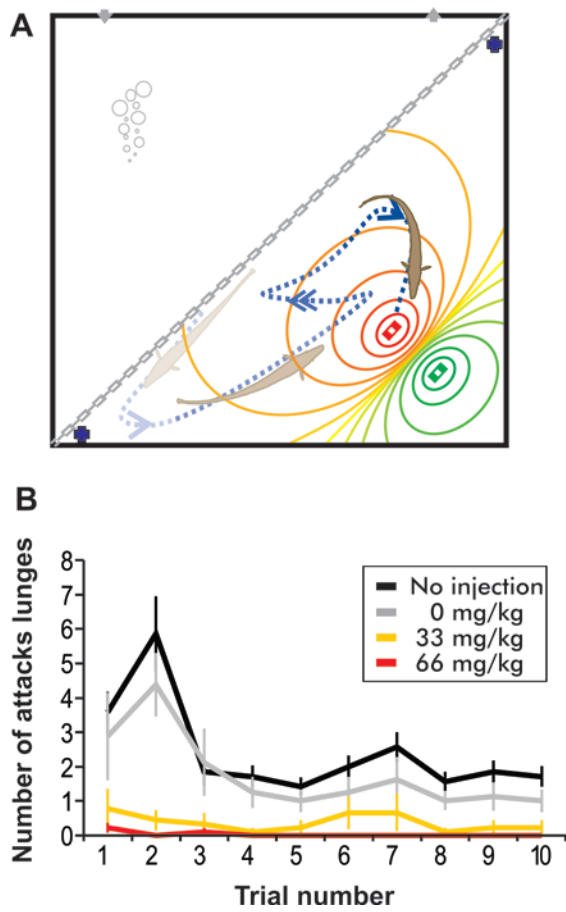 A
B
8
7
6
5
4
3
2
1
0
Number of attacks lunges
No injection
0 mg/kg
33 mg/kg
66 mg/kg
1 2 3 4 5 6 7 8 9 10
Trial number